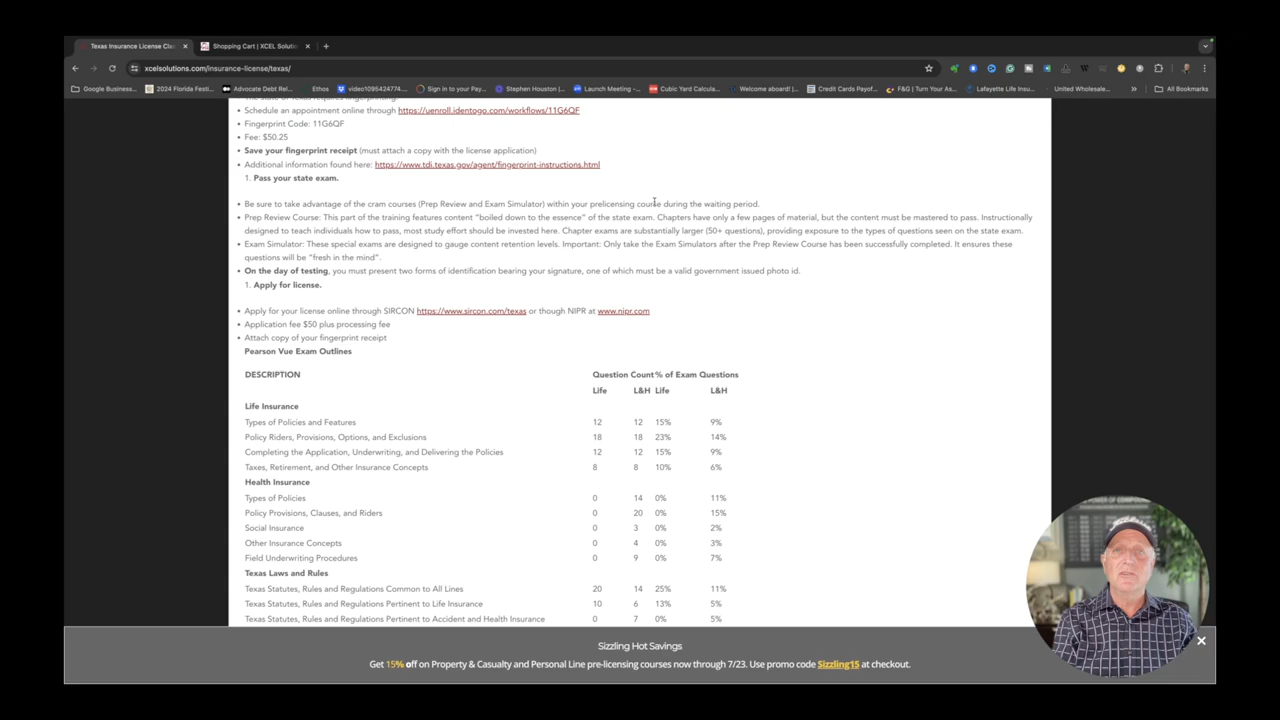 Texas Insurance License Clas
Shopping Cart | XCEL Solutio
xcelsolutions.com/insurance-license/texas/
Google Business...
2024 Florida Festi...
Advocate Debt Rel...
Ethos
video1095424774....
Sign in to your Pay...
Stephen Houston |...
Launch Meeting -...
Cubic Yard Calcula...
Welcome aboard! |...
Credit Cards Payof...
F&G | Turn Your As...
Lafayette Life Insu...
United Wholesale...
All Bookmarks
• Schedule an appointment online through https://uenroll.identogo.com/workflows/11G6QF
• Fingerprint Code: 11G6QF
• Fee: $50.25
• Save your fingerprint receipt (must attach a copy with the license application)
• Additional information found here: https://www.tdi.texas.gov/agent/fingerprint-instructions.html
1. Pass your state exam.
• Be sure to take advantage of the cram courses (Prep Review and Exam Simulator) within your prelicensing course during the waiting period.
• Prep Review Course: This part of the training features content "boiled down to the essence" of the state exam. Chapters have only a few pages of material, but the content must be mastered to pass. Instructionally
designed to teach individuals how to pass, most study effort should be invested here. Chapter exams are substantially larger (50+ questions), providing exposure to the types of questions seen on the state exam.
• Exam Simulator: These special exams are designed to gauge content retention levels. Important: Only take the Exam Simulators after the Prep Review Course has been successfully completed. It ensures these
questions will be "fresh in the mind".
• On the day of testing, you must present two forms of identification bearing your signature, one of which must be a valid government issued photo id.
1. Apply for license.
• Apply for your license online through SIRCON https://www.sircon.com/texas or though NIPR at www.nipr.com
• Application fee $50 plus processing fee
• Attach copy of your fingerprint receipt
Pearson Vue Exam Outlines
DESCRIPTION Question Count % of Exam Questions
Life L&H Life L&H
Life Insurance
Types of Policies and Features 12 12 15% 9%
Policy Riders, Provisions, Options, and Exclusions 18 18 23% 14%
Completing the Application, Underwriting, and Delivering the Policies 12 12 15% 9%
Taxes, Retirement, and Other Insurance Concepts 8 8 10% 6%
Health Insurance
Types of Policies 0 14 0% 11%
Policy Provisions, Clauses, and Riders 0 20 0% 15%
Social Insurance 0 3 0% 2%
Other Insurance Concepts 0 4 0% 3%
Field Underwriting Procedures 0 9 0% 7%
Texas Laws and Rules
Texas Statutes, Rules and Regulations Common to All Lines 20 14 25% 11%
Texas Statutes, Rules and Regulations Pertinent to Life Insurance 10 6 13% 5%
Texas Statutes, Rules and Regulations Pertinent to Accident and Health Insurance 0 7 0% 5%
Sizzling Hot Savings
Get 15% off on Property & Casualty and Personal Line pre-licensing courses now through 7/23. Use promo code Sizzling15 at checkout.